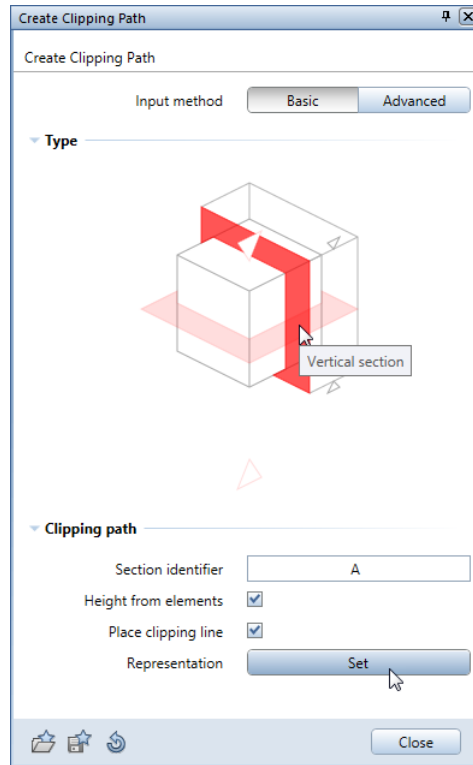 Create Clipping Path
Create Clipping Path
Input method Basic Advanced
Type
Vertical section
Clipping path
Section identifier A
Height from elements
Place clipping line
Representation Set
Close